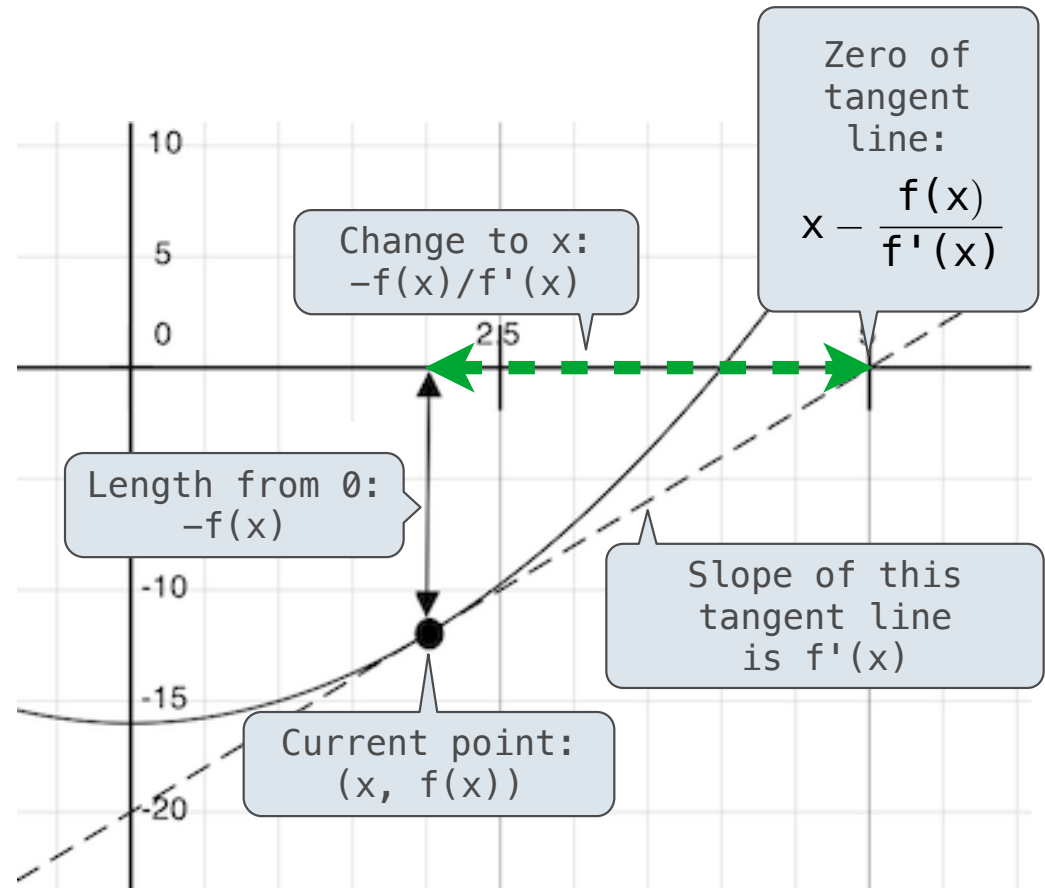 Zero of
tangent
line:
x − f(x)/f'(x)
10
Change to x:
−f(x)/f'(x)
5
0
2.5
Length from 0:
−f(x)
-10
Slope of this
tangent line
is f'(x)
-15
Current point:
(x, f(x))
-20